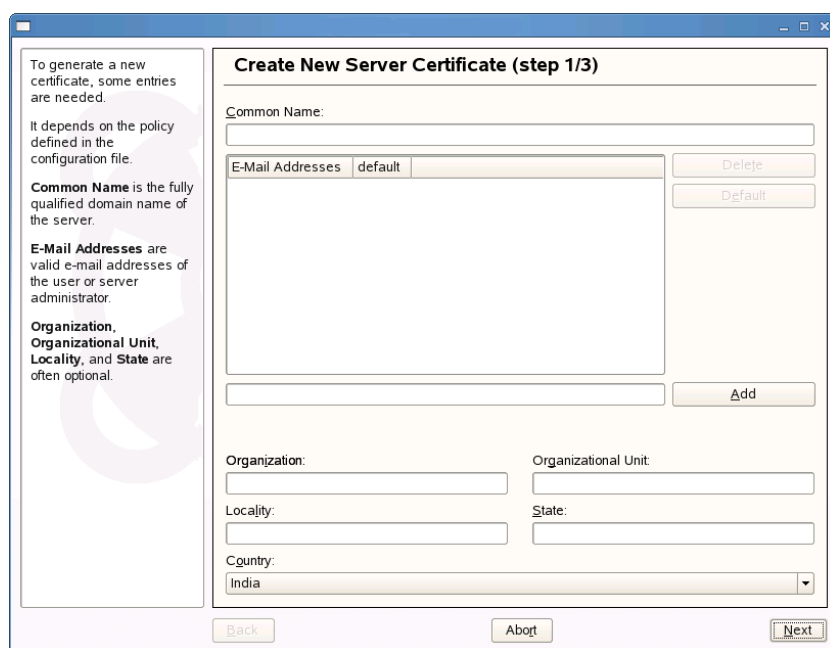 To generate a new
certificate, some entries
are needed.
It depends on the policy
defined in the
configuration file.
Common Name is the fully
qualified domain name of
the server.
E-Mail Addresses are
valid e-mail addresses of
the user or server
administrator.
Organization,
Organizational Unit,
Locality, and State are
often optional.
Create New Server Certificate (step 1/3)
Common Name:
E-Mail Addresses default
Delete
Default
Add
Organization: Organizational Unit:
Locality: State:
Country:
India
Back Abort Next